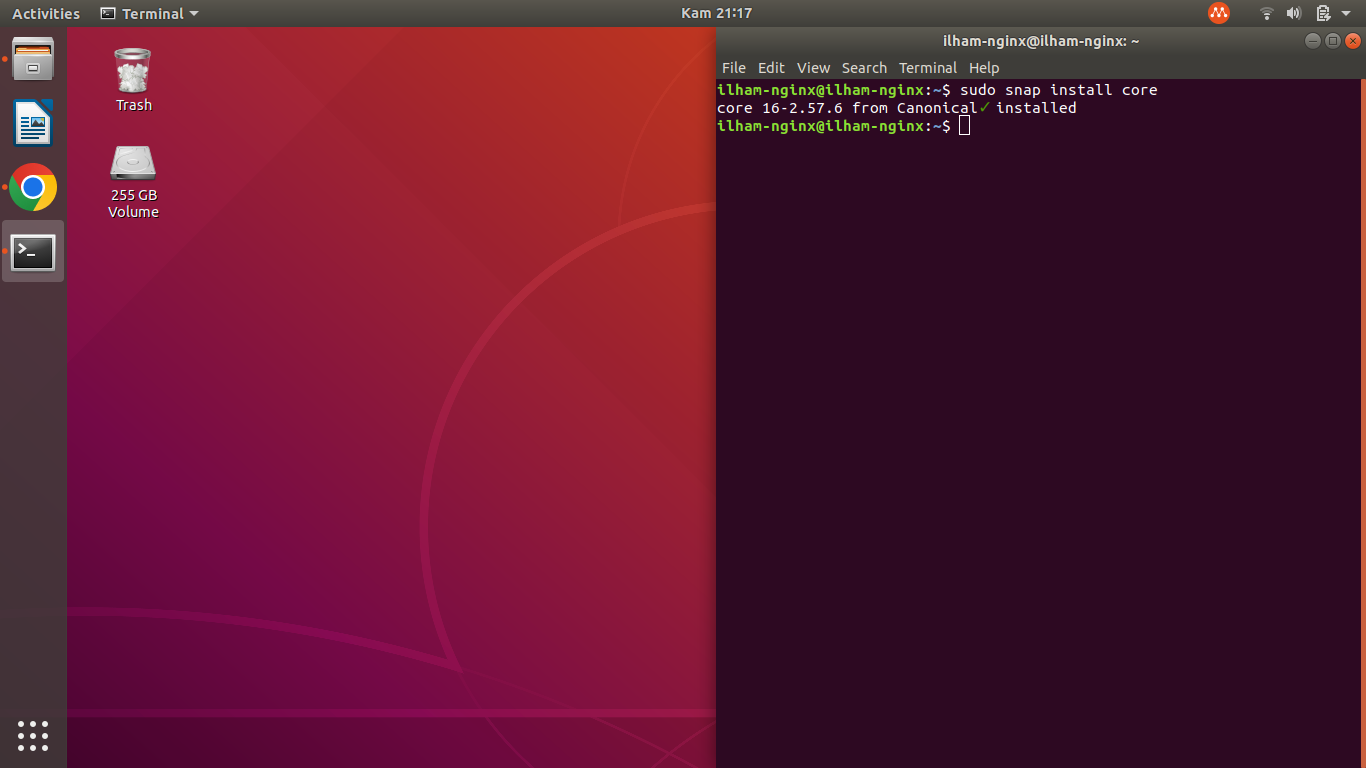 Activities Terminal Kam 21:17
Trash
255 GB
Volume
ilham-nginx@ilham-nginx: ~
File Edit View Search Terminal Help
ilham-nginx@ilham-nginx:~$ sudo snap install core
core 16-2.57.6 from Canonical✓ installed
ilham-nginx@ilham-nginx:~$